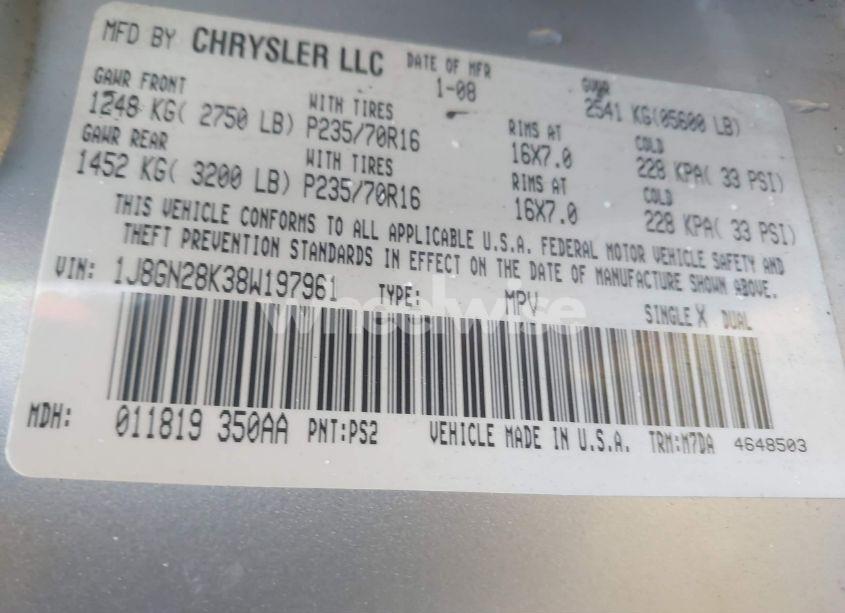 MFD BY CHRYSLER LLC DATE OF MFR GVWR
1-08 2541 KG(05600 LB)
GAWR FRONT WITH TIRES RIMS AT COLD
1248 KG( 2750 LB) P235/70R16 16X7.0 228 KPA( 33 PSI)
GAWR REAR WITH TIRES RIMS AT COLD
1452 KG( 3200 LB) P235/70R16 16X7.0 228 KPA( 33 PSI)
THIS VEHICLE CONFORMS TO ALL APPLICABLE U.S.A. FEDERAL MOTOR VEHICLE SAFETY AND
THEFT PREVENTION STANDARDS IN EFFECT ON THE DATE OF MANUFACTURE SHOWN ABOVE.
VIN: 1J8GN28K38W197961 TYPE: MPV SINGLE X DUAL
wheelwise
MDH: 011819 350AA PNT:PS2 VEHICLE MADE IN U.S.A. TRM:M7DA 4648503